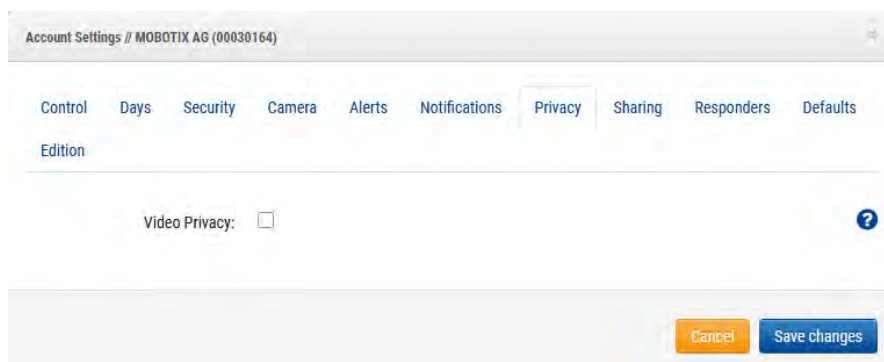 Account Settings // MOBOTIX AG (00030164)
Control Days Security Camera Alerts Notifications Privacy Sharing Responders Defaults
Edition
Video Privacy:
?
Cancel Save changes